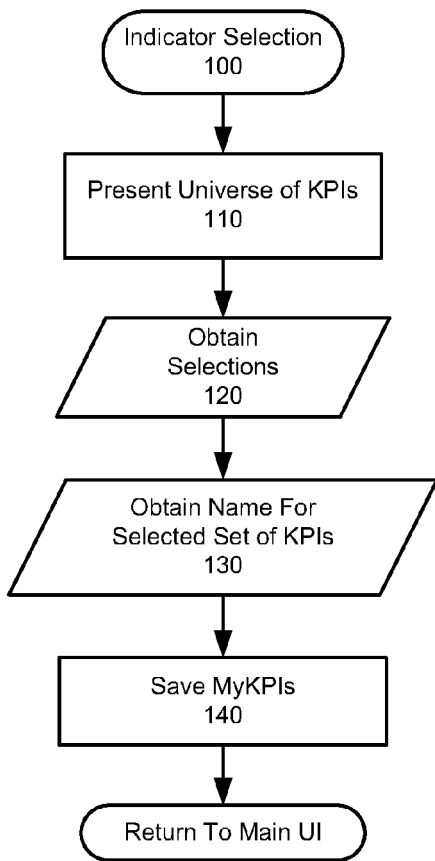 Indicator Selection
100
Present Universe of KPIs
110
Obtain
Selections
120
Obtain Name For
Selected Set of KPIs
130
Save MyKPIs
140
Return To Main UI